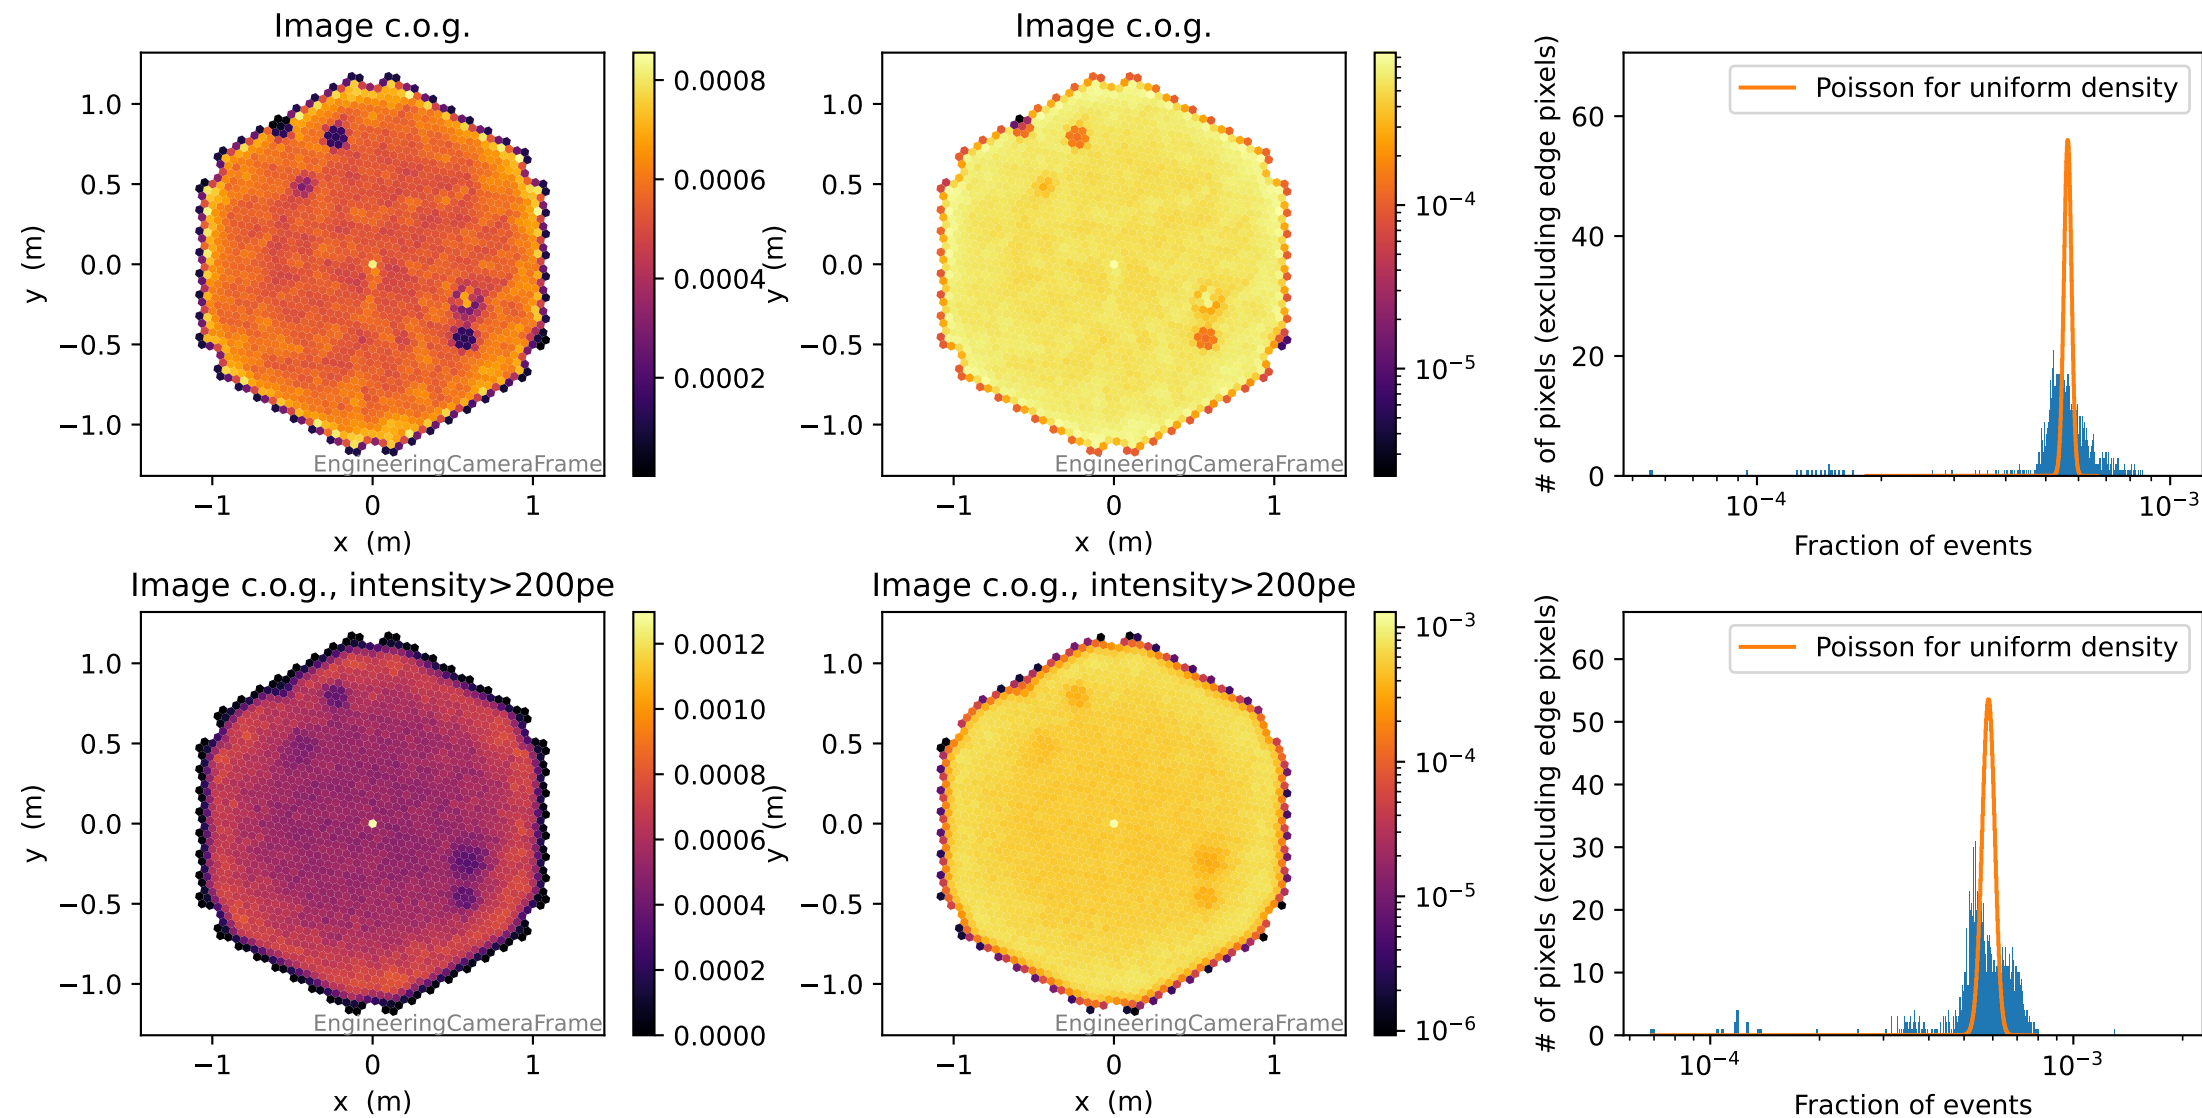 Image c.o.g.
y (m)
1.0
0.5
0.0
−0.5
−1.0
−1
0
1
x (m)
EngineeringCameraFrame
0.0008
0.0006
0.0004
0.0002
Image c.o.g.
y (m)
1.0
0.5
0.0
−0.5
−1.0
−1
0
1
x (m)
EngineeringCameraFrame
10⁻⁴
10⁻⁵
# of pixels (excluding edge pixels)
60
40
20
0
Poisson for uniform density
10⁻⁴
10⁻³
Fraction of events
Image c.o.g., intensity>200pe
y (m)
1.0
0.5
0.0
−0.5
−1.0
−1
0
1
x (m)
EngineeringCameraFrame
0.0012
0.0010
0.0008
0.0006
0.0004
0.0002
0.0000
Image c.o.g., intensity>200pe
y (m)
1.0
0.5
0.0
−0.5
−1.0
−1
0
1
x (m)
EngineeringCameraFrame
10⁻³
10⁻⁴
10⁻⁵
10⁻⁶
# of pixels (excluding edge pixels)
60
50
40
30
20
10
0
Poisson for uniform density
10⁻⁴
10⁻³
Fraction of events